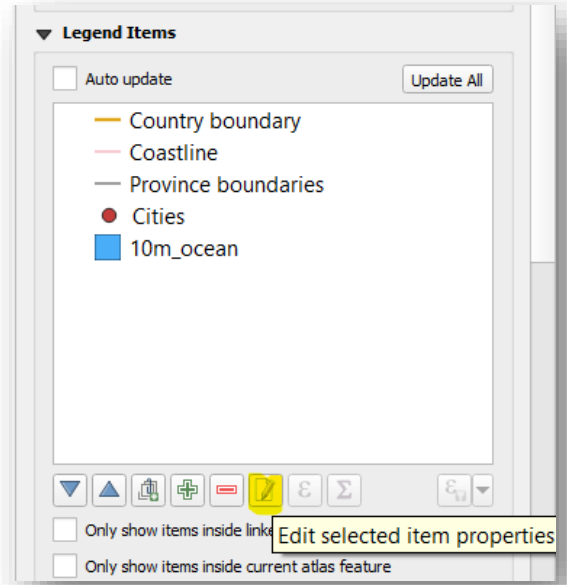 Legend Items
Auto update
Update All
Country boundary
Coastline
Province boundaries
Cities
10m_ocean
ε Σ ε
Only show items inside linke
Edit selected item properties
Only show items inside current atlas feature